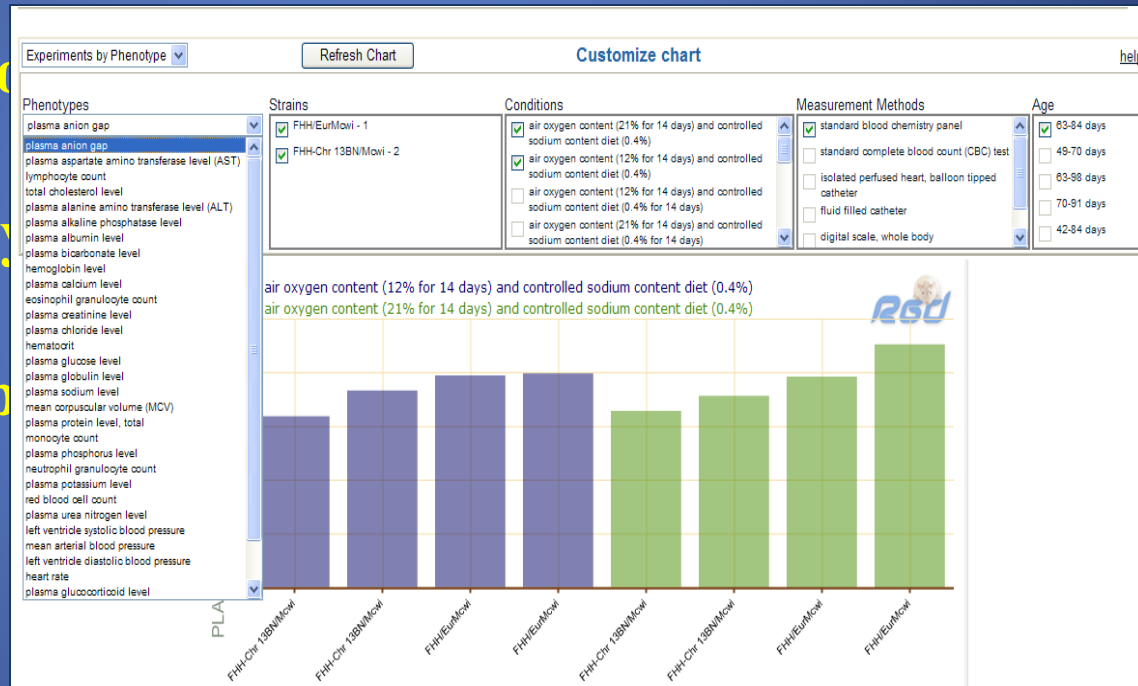 Experiments by Phenotype
Refresh Chart
Customize chart
help
Phenotypes
Strains
Conditions
Measurement Methods
Age
plasma anion gap
plasma anion gap
plasma aspartate amino transferase level (AST)
lymphocyte count
total cholesterol level
plasma alanine amino transferase level (ALT)
plasma alkaline phosphatase level
plasma albumin level
plasma bicarbonate level
hemoglobin level
plasma calcium level
eosinophil granulocyte count
plasma creatinine level
plasma chloride level
hematocrit
plasma glucose level
plasma globulin level
plasma sodium level
mean corpuscular volume (MCV)
plasma protein level, total
monocyte count
plasma phosphorus level
neutrophil granulocyte count
plasma potassium level
red blood cell count
plasma urea nitrogen level
left ventricle systolic blood pressure
mean arterial blood pressure
left ventricle diastolic blood pressure
heart rate
plasma glucocorticoid level
FHH/EurMcwi - 1
FHH-Chr 13BN/Mcwi - 2
air oxygen content (21% for 14 days) and controlled
sodium content diet (0.4%)
air oxygen content (12% for 14 days) and controlled
sodium content diet (0.4%)
air oxygen content (12% for 14 days) and controlled
sodium content diet (0.4% for 14 days)
air oxygen content (21% for 14 days) and controlled
sodium content diet (0.4% for 14 days)
standard blood chemistry panel
standard complete blood count (CBC) test
isolated perfused heart, balloon tipped
catheter
fluid filled catheter
digital scale, whole body
63-84 days
49-70 days
63-98 days
70-91 days
42-84 days
air oxygen content (12% for 14 days) and controlled sodium content diet (0.4%)
air oxygen content (21% for 14 days) and controlled sodium content diet (0.4%)
RGD
PLA
FHH-Chr 13BN/Mcwi
FHH-Chr 13BN/Mcwi
FHH/EurMcwi
FHH/EurMcwi
FHH-Chr 13BN/Mcwi
FHH-Chr 13BN/Mcwi
FHH/EurMcwi
FHH/EurMcwi